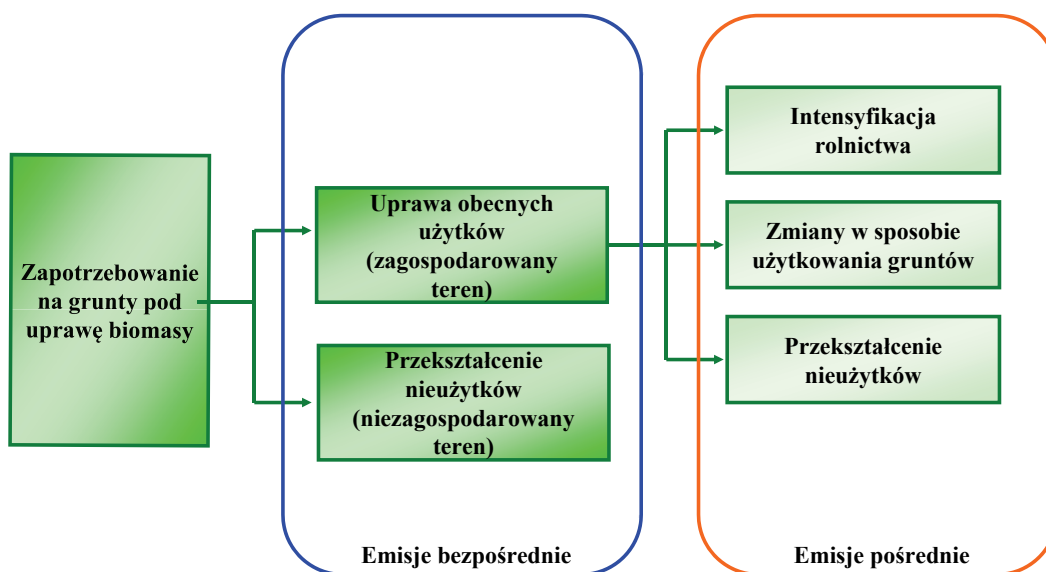 Zapotrzebowanie
na grunty pod
uprawę biomasy
Uprawa obecnych
użytków
(zagospodarowany
teren)
Przekształcenie
nieużytków
(niezagospodarowany
teren)
Emisje bezpośrednie
Intensyfikacja
rolnictwa
Zmiany w sposobie
użytkowania gruntów
Przekształcenie
nieużytków
Emisje pośrednie